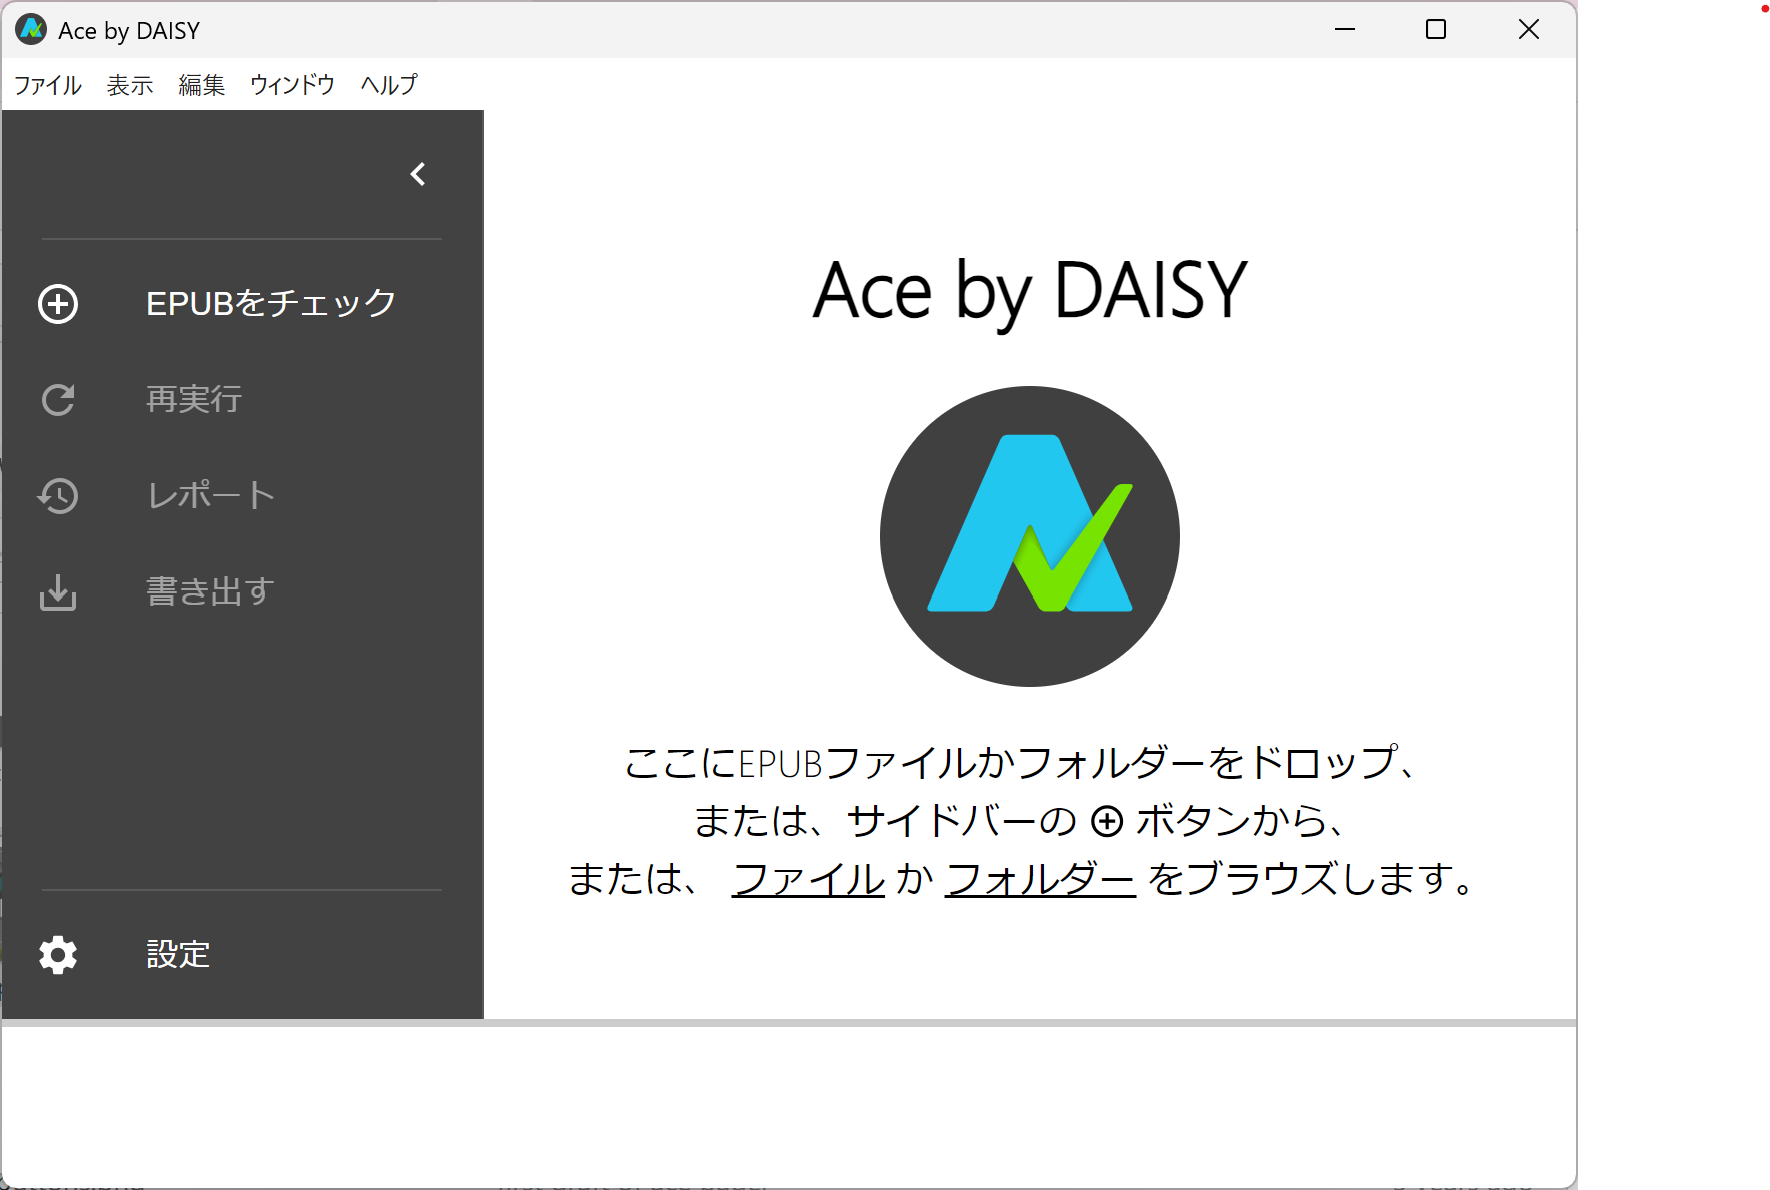 Ace by DAISY
ファイル 表示 編集 ウィンドウ ヘルプ
EPUBをチェック
再実行
レポート
書き出す
設定
Ace by DAISY
ここにEPUBファイルかフォルダーをドロップ、
または、サイドバーの ボタンから、
または、 ファイル か フォルダー をブラウズします。